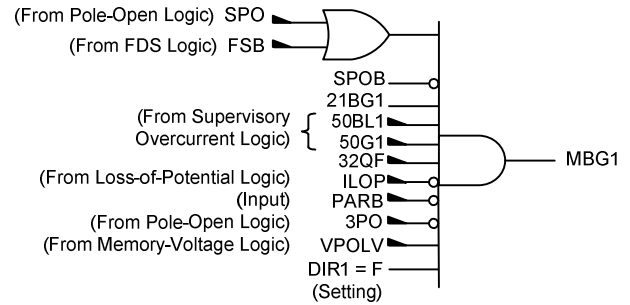 (From Pole-Open Logic) SPO
(From FDS Logic) FSB
SPOB
21BG1
(From Supervisory Overcurrent Logic) { 50BL1
50G1
32QF
(From Loss-of-Potential Logic) ILOP
(Input) PARB
(From Pole-Open Logic) 3PO
(From Memory-Voltage Logic) VPOLV
DIR1 = F
(Setting)
MBG1